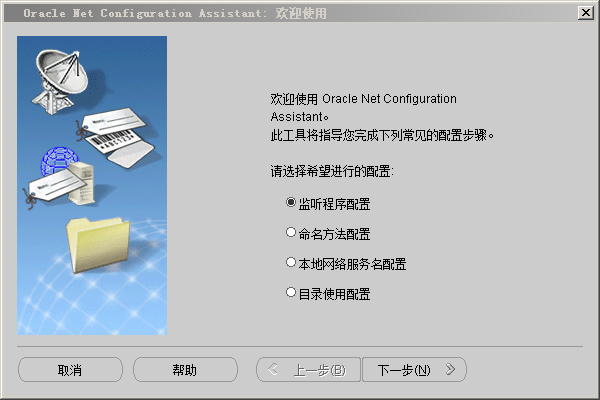 Oracle Net Configuration Assistant: 欢迎使用
欢迎使用 Oracle Net Configuration
Assistant。
此工具将指导您完成下列常见的配置步骤。
请选择希望进行的配置:
监听程序配置
命名方法配置
本地网络服务名配置
目录使用配置
取消
帮助
上一步(B)
下一步(N)